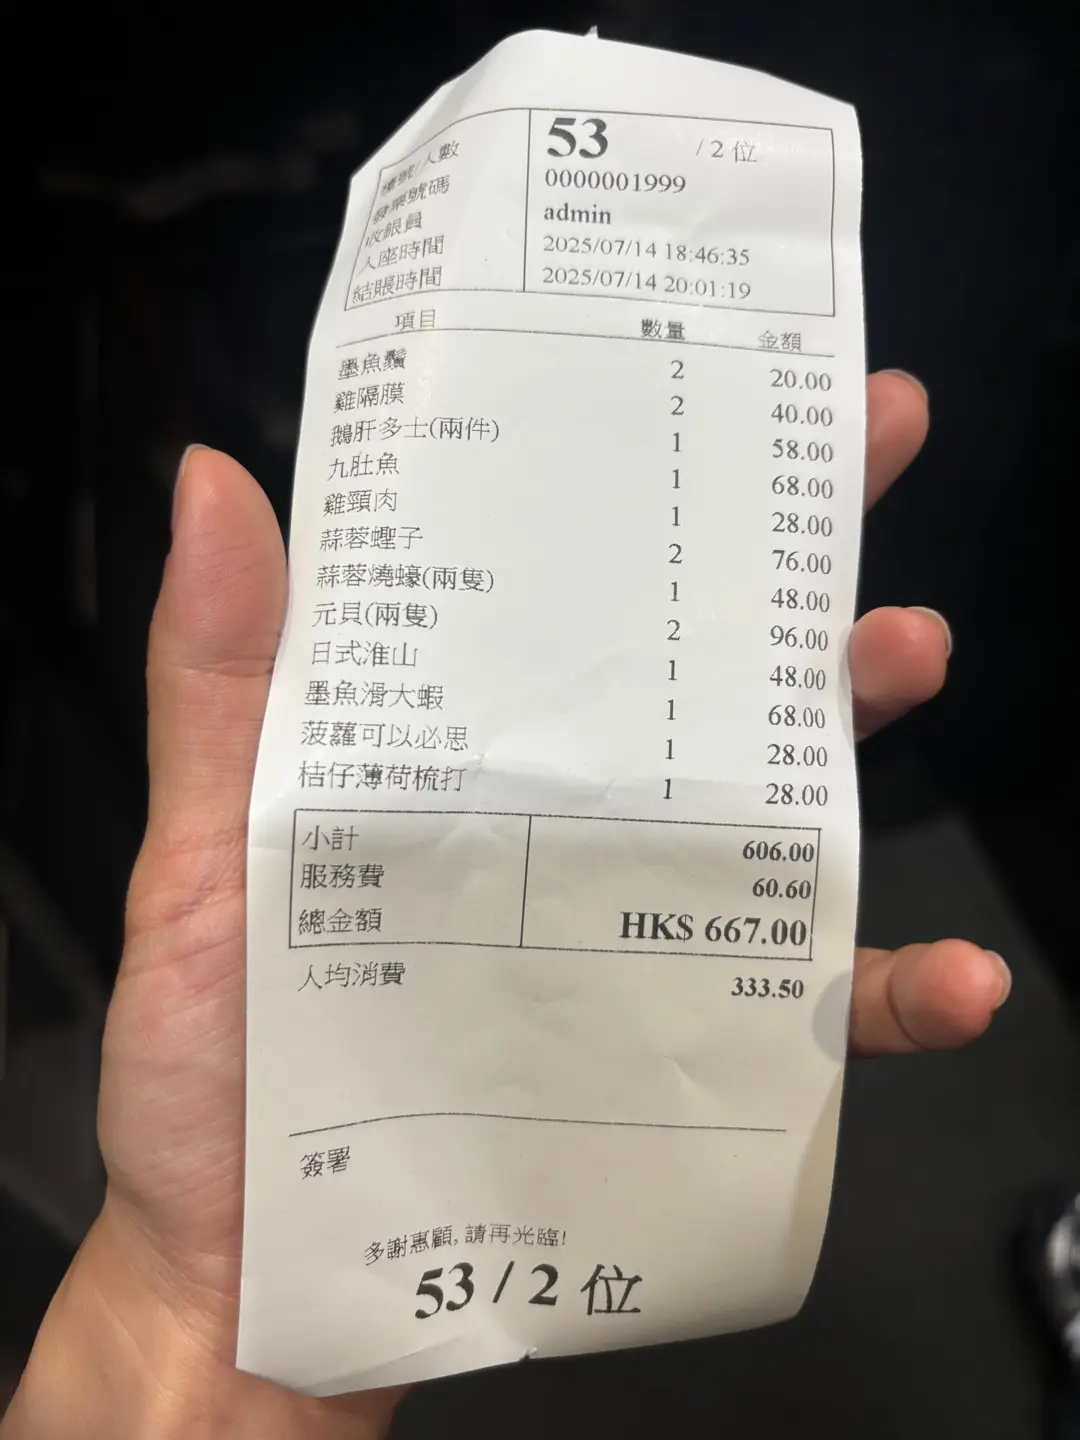 檯號/人數 53 / 2 位
發票號碼 0000001999
收銀員 admin
入座時間 2025/07/14 18:46:35
結賬時間 2025/07/14 20:01:19
項目 數量 金額
墨魚鬚 2 20.00
雞隔膜 2 40.00
鵝肝多士(兩件) 1 58.00
九肚魚 1 68.00
雞頸肉 1 28.00
蒜蓉蟶子 2 76.00
蒜蓉燒蠔(兩隻) 1 48.00
元貝(兩隻) 2 96.00
日式淮山 1 48.00
墨魚滑大蝦 1 68.00
菠蘿可以必思 1 28.00
桔仔薄荷梳打 1 28.00
小計 606.00
服務費 60.60
總金額 HK$ 667.00
人均消費 333.50
簽署
多謝惠顧, 請再光臨!
53 / 2 位